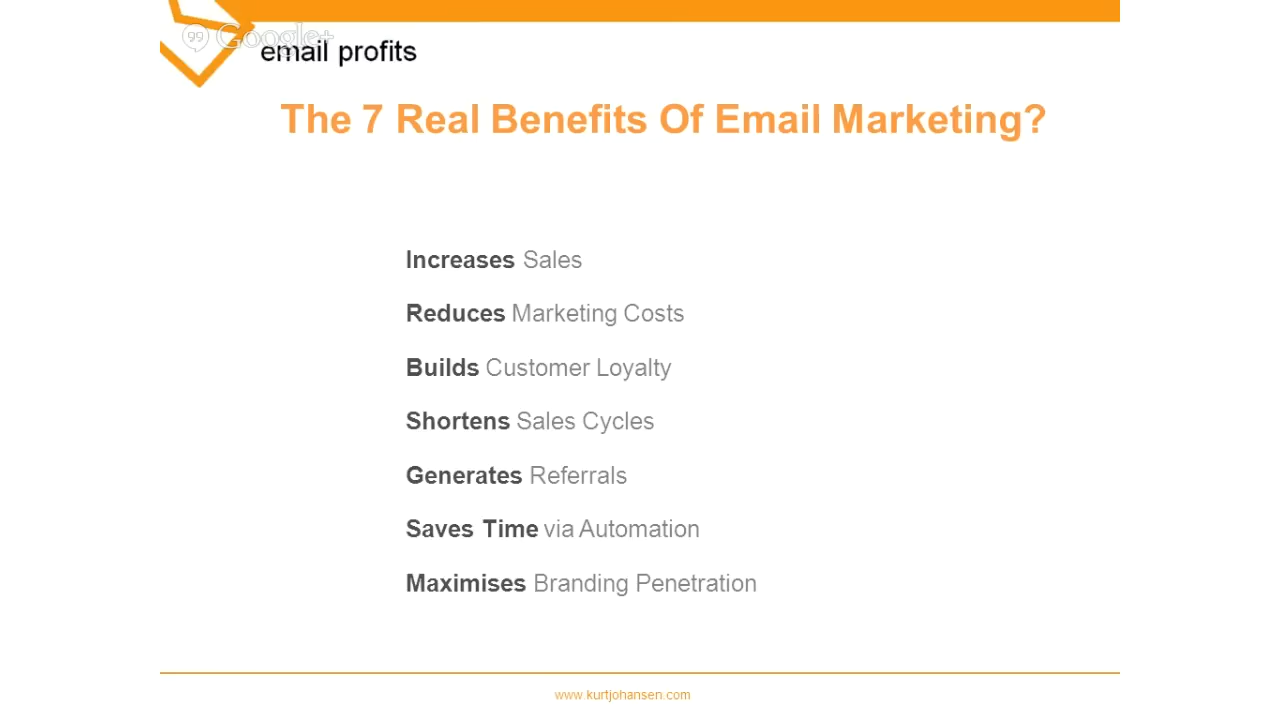 Google+
email profits
The 7 Real Benefits Of Email Marketing?
Increases Sales
Reduces Marketing Costs
Builds Customer Loyalty
Shortens Sales Cycles
Generates Referrals
Saves Time via Automation
Maximises Branding Penetration
www.kurtjohansen.com